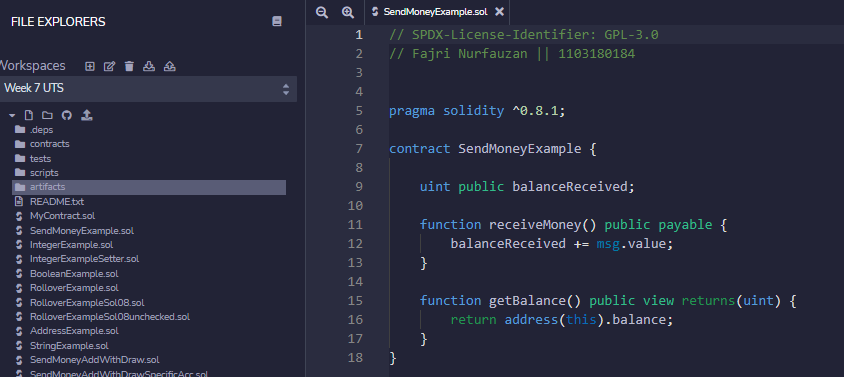 FILE EXPLORERS
Workspaces
Week 7 UTS
.deps
contracts
tests
scripts
artifacts
README.txt
MyContract.sol
SendMoneyExample.sol
IntegerExample.sol
IntegerExampleSetter.sol
BooleanExample.sol
RolloverExample.sol
RolloverExampleSol08.sol
RolloverExampleSol08unchecked.sol
AddressExample.sol
StringExample.sol
SendMoneyAddWithDraw.sol
SendMoneyAddWithDrawSpecificAcc.sol
SendMoneyExample.sol
1 // SPDX-License-Identifier: GPL-3.0
2 // Fajri Nurfauzan || 1103180184
3
4
5 pragma solidity ^0.8.1;
6
7 contract SendMoneyExample {
8
9     uint public balanceReceived;
10
11     function receiveMoney() public payable {
12         balanceReceived += msg.value;
13     }
14
15     function getBalance() public view returns(uint) {
16         return address(this).balance;
17     }
18 }